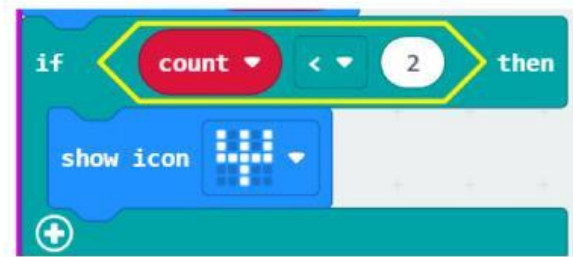 if count < 2 then
show icon